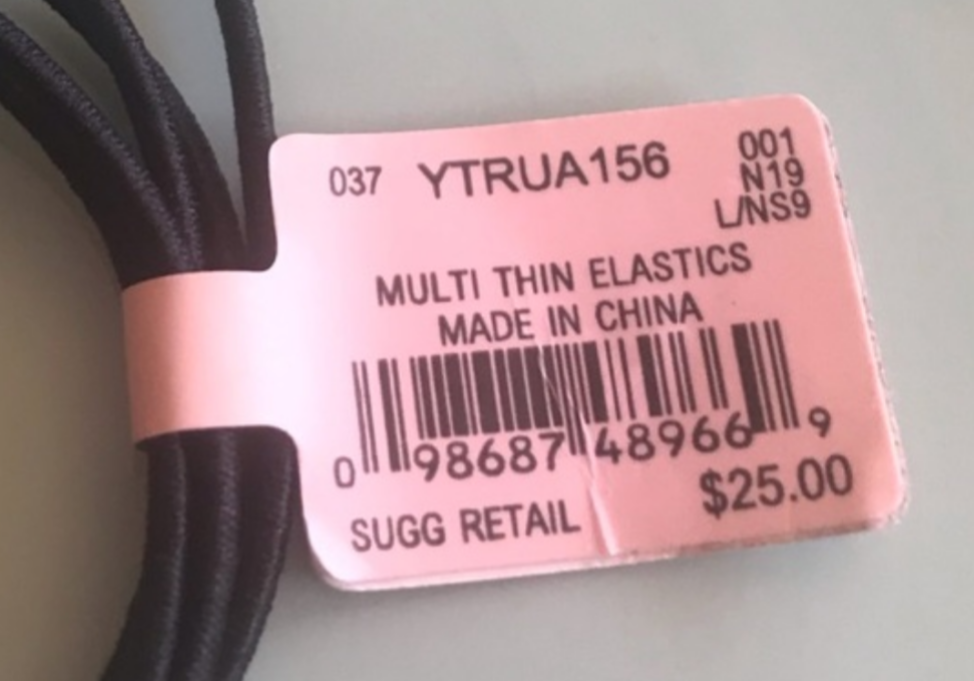 037 YTRUA156 001
N19
L/NS9
MULTI THIN ELASTICS
MADE IN CHINA
0 98687 48966 9
SUGG RETAIL $25.00